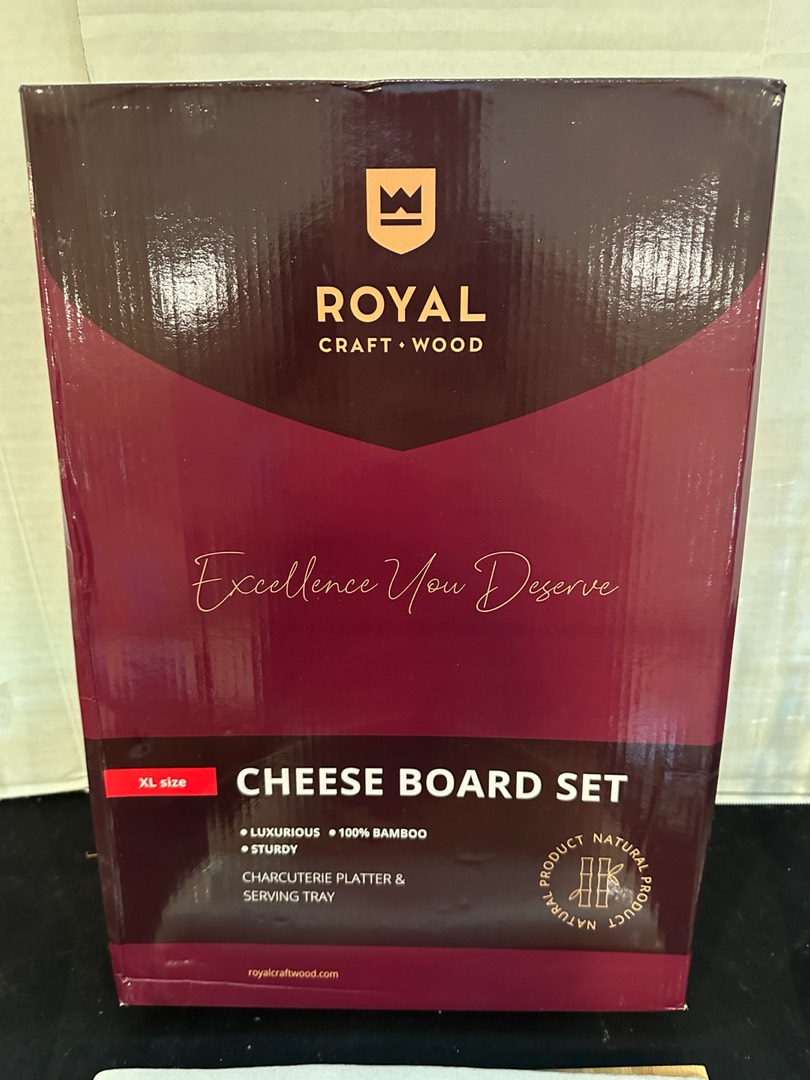 ROYAL
CRAFT • WOOD
Excellence You Deserve
XL size
CHEESE BOARD SET
• LUXURIOUS • 100% BAMBOO
• STURDY
CHARCUTERIE PLATTER &
SERVING TRAY
NATURAL PRODUCT NATURAL PRODUCT
royalcraftwood.com